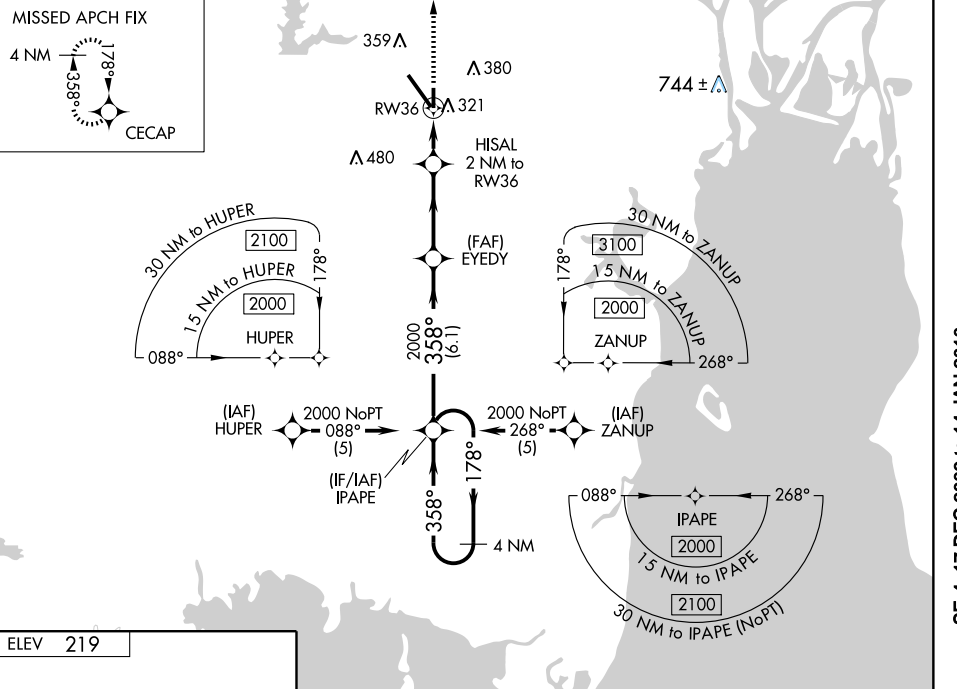 MISSED APCH FIX
4 NM
178°
358°
CECAP
359
380
744 ±
RW36
321
HISAL
2 NM to
RW36
480
(FAF)
EYEDY
30 NM to HUPER
2100
178°
15 NM to HUPER
2000
HUPER
088°
30 NM to ZANUP
3100
178°
15 NM to ZANUP
2000
ZANUP
268°
2000
358°
(6.1)
(IAF)
HUPER
2000 NoPT
088°
(5)
2000 NoPT
268°
(5)
(IAF)
ZANUP
(IF/IAF)
IPAPE
178°
358°
4 NM
088°
268°
IPAPE
2000
15 NM to IPAPE
2100
30 NM to IPAPE (NoPT)
ELEV 219